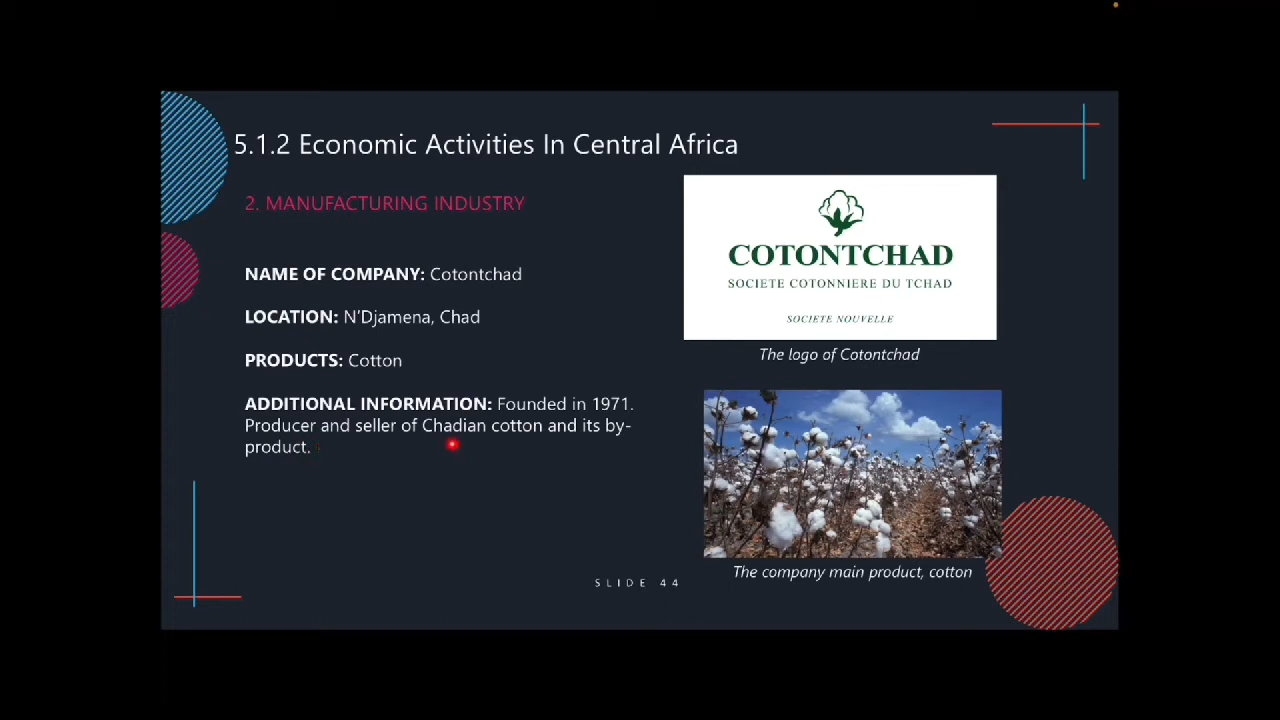 5.1.2 Economic Activities In Central Africa
2. MANUFACTURING INDUSTRY
NAME OF COMPANY: Cotontchad
LOCATION: N'Djamena, Chad
PRODUCTS: Cotton
ADDITIONAL INFORMATION: Founded in 1971.
Producer and seller of Chadian cotton and its by-
product.
COTONTCHAD
SOCIETE COTONNIERE DU TCHAD
SOCIETE NOUVELLE
The logo of Cotontchad
The company main product, cotton
SLIDE 44